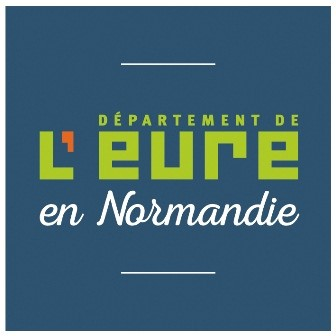 DÉPARTEMENT DE
L'eure
en Normandie